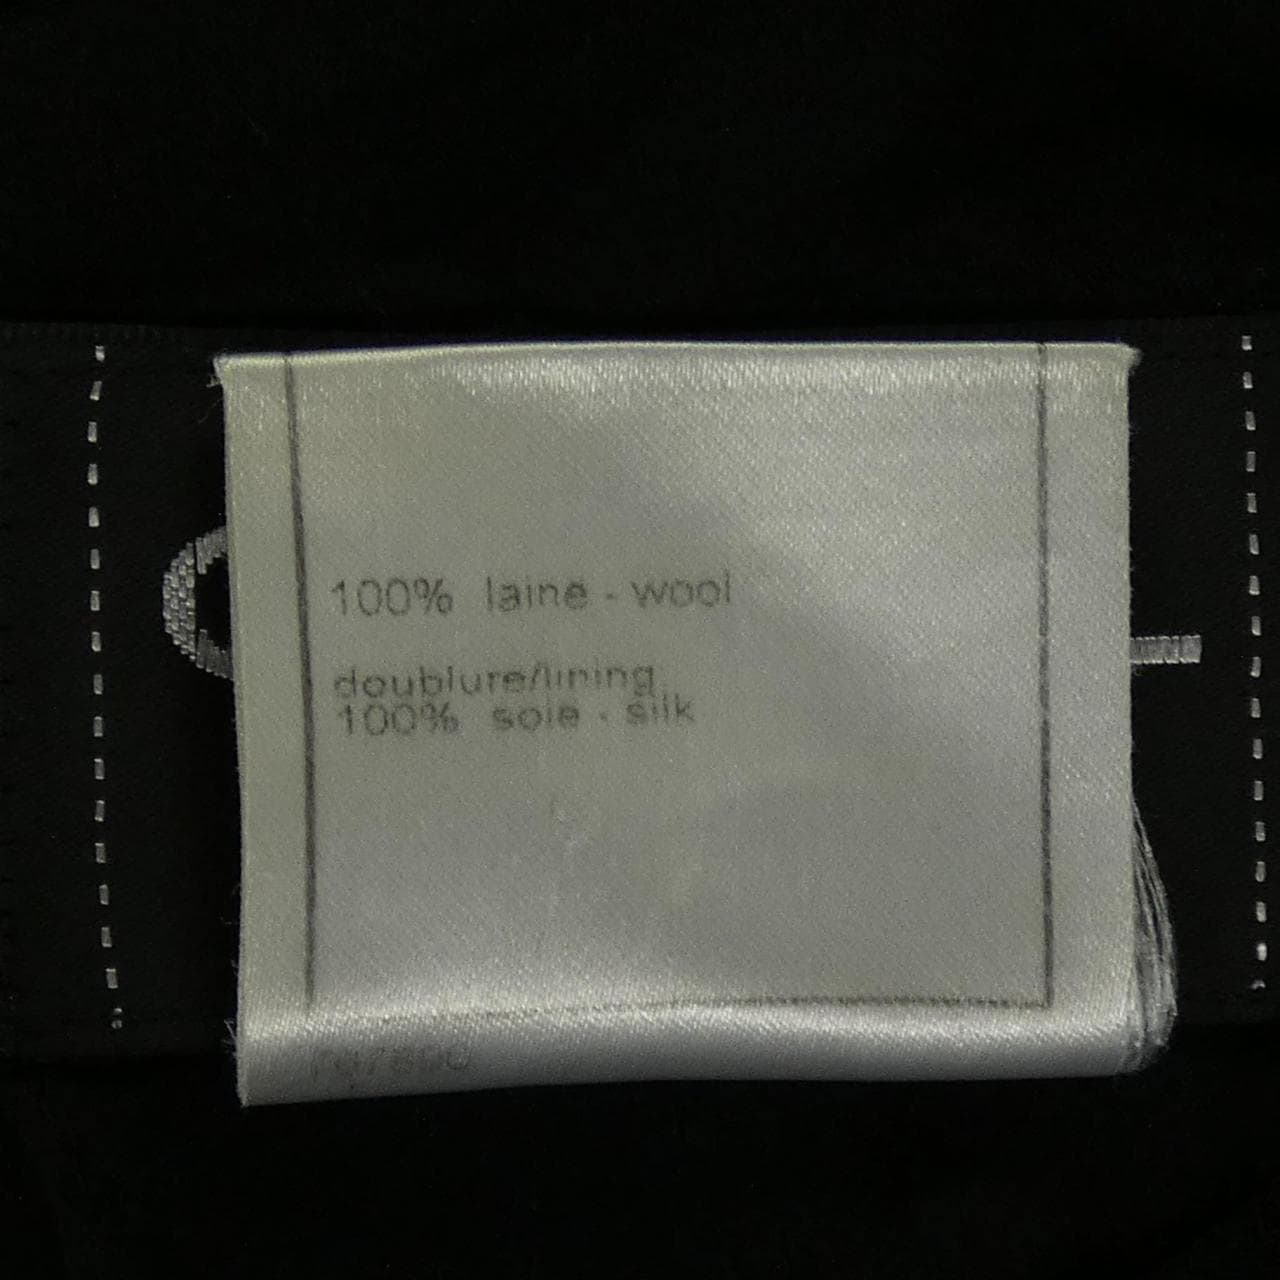 100% laine - wool
doublure/lining
100% soie - silk